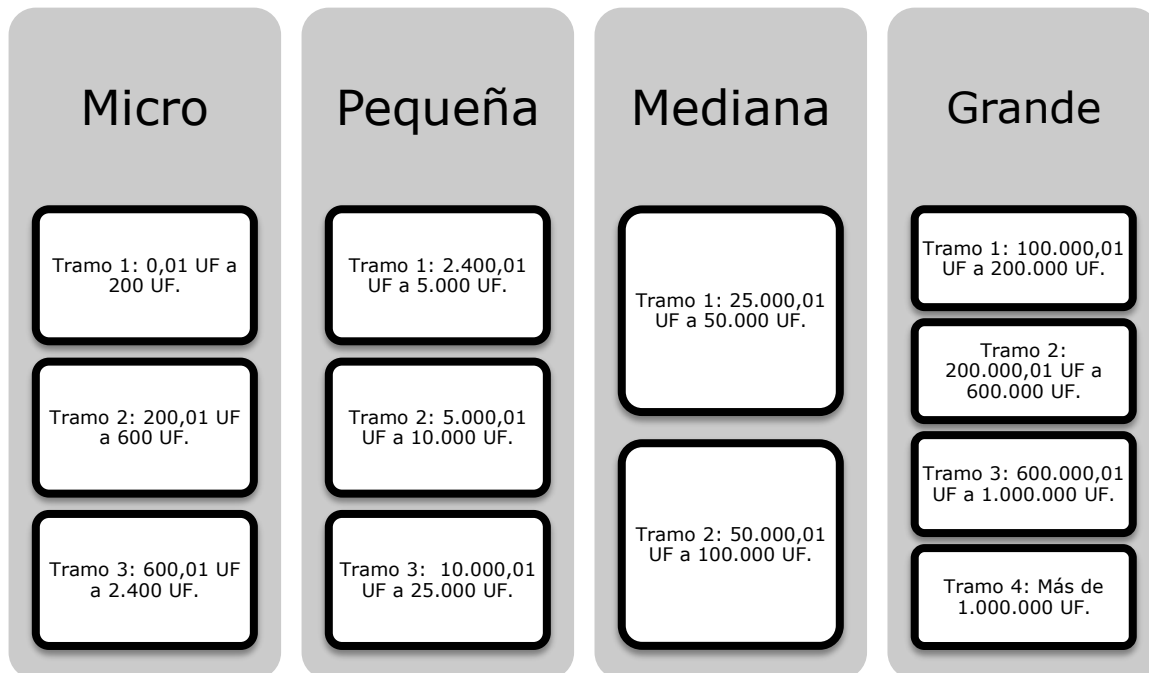 Micro
Tramo 1: 0,01 UF a
200 UF.
Tramo 2: 200,01 UF
a 600 UF.
Tramo 3: 600,01 UF
a 2.400 UF.
Pequeña
Tramo 1: 2.400,01
UF a 5.000 UF.
Tramo 2: 5.000,01
UF a 10.000 UF.
Tramo 3:  10.000,01
UF a 25.000 UF.
Mediana
Tramo 1: 25.000,01
UF a 50.000 UF.
Tramo 2: 50.000,01
UF a 100.000 UF.
Grande
Tramo 1: 100.000,01
UF a 200.000 UF.
Tramo 2:
200.000,01 UF a
600.000 UF.
Tramo 3: 600.000,01
UF a 1.000.000 UF.
Tramo 4: Más de
1.000.000 UF.